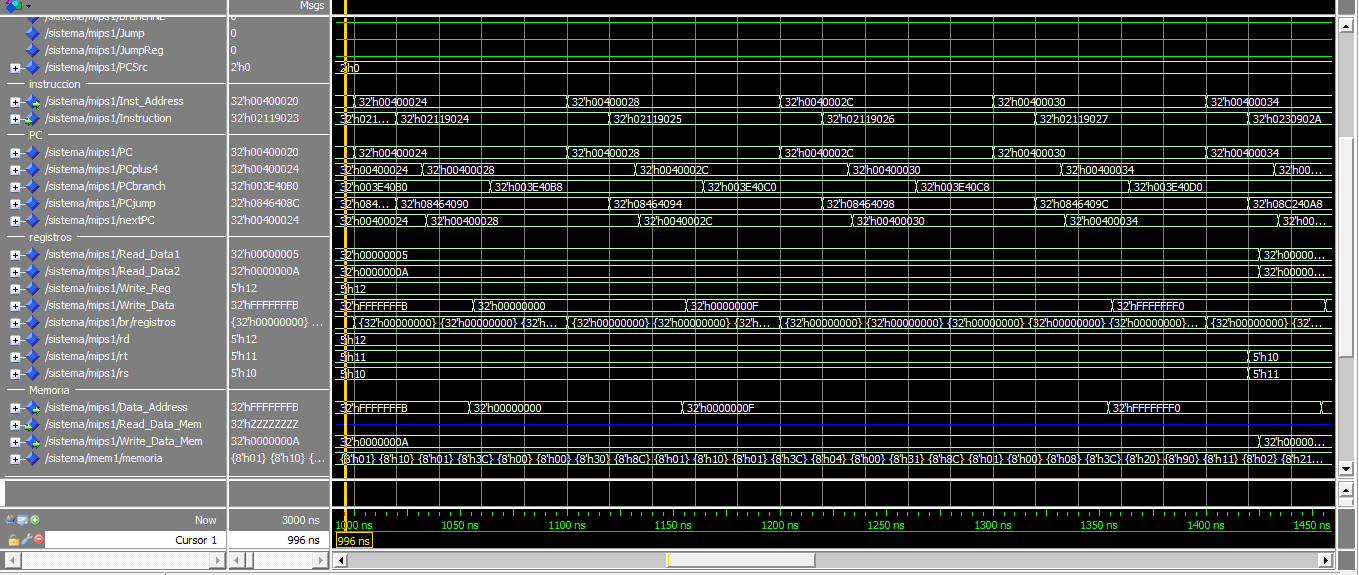 Msgs
/sistema/mips1/BranchNE 0
/sistema/mips1/Jump 0
/sistema/mips1/JumpReg 0
/sistema/mips1/PCSrc 2'h0 2'h0
instruccion
/sistema/mips1/Inst_Address 32'h00400020 32'h00400024 32'h00400028 32'h0040002C 32'h00400030 32'h00400034
/sistema/mips1/Instruction 32'h02119023 32'h021... 32'h02119024 32'h02119025 32'h02119026 32'h02119027 32'h0230902A
PC
/sistema/mips1/PC 32'h00400020 32'h00400024 32'h00400028 32'h0040002C 32'h00400030 32'h00400034
/sistema/mips1/PCplus4 32'h00400024 32'h00400024 32'h00400028 32'h0040002C 32'h00400030 32'h00400034 32'h00...
/sistema/mips1/PCbranch 32'h003E40B0 32'h003E40B0 32'h003E40B8 32'h003E40C0 32'h003E40C8 32'h003E40D0
/sistema/mips1/PCjump 32'h0846408C 32'h084... 32'h08464090 32'h08464094 32'h08464098 32'h0846409C 32'h08C240A8
/sistema/mips1/nextPC 32'h00400024 32'h00400024 32'h00400028 32'h0040002C 32'h00400030 32'h00400034 32'h00...
registros
/sistema/mips1/Read_Data1 32'h00000005 32'h00000005 32'h00000...
/sistema/mips1/Read_Data2 32'h0000000A 32'h0000000A 32'h00000...
/sistema/mips1/Write_Reg 5'h12 5'h12
/sistema/mips1/Write_Data 32'hFFFFFFFB 32'hFFFFFFFB 32'h00000000 32'h0000000F 32'hFFFFFFF0
/sistema/mips1/br/registros {32'h00000000} ... {32'h00000000} {32'h00000000} {32'h... {32'h00000000} {32'h00000000} {32'h... {32'h00000000} {32'h00000000} {32'h00000000} {32'h00000000}... {32'h00000000} {32'...
/sistema/mips1/rd 5'h12 5'h12
/sistema/mips1/rt 5'h11 5'h11 5'h10
/sistema/mips1/rs 5'h10 5'h10 5'h11
Memoria
/sistema/mips1/Data_Address 32'hFFFFFFFB 32'hFFFFFFFB 32'h00000000 32'h0000000F 32'hFFFFFFF0
/sistema/mips1/Read_Data_Mem 32'hZZZZZZZZ
/sistema/mips1/Write_Data_Mem 32'h0000000A 32'h0000000A 32'h00000...
/sistema/imem1/memoria {8'h01} {8'h10} {... {8'h01} {8'h10} {8'h01} {8'h3C} {8'h00} {8'h00} {8'h30} {8'h8C} {8'h01} {8'h10} {8'h01} {8'h3C} {8'h04} {8'h00} {8'h31} {8'h8C} {8'h01} {8'h00} {8'h08} {8'h3C} {8'h20} {8'h90} {8'h11} {8'h02} {8'h21...
Now 3000 ns 1000 ns 1050 ns 1100 ns 1150 ns 1200 ns 1250 ns 1300 ns 1350 ns 1400 ns 1450 ns
Cursor 1 996 ns 996 ns